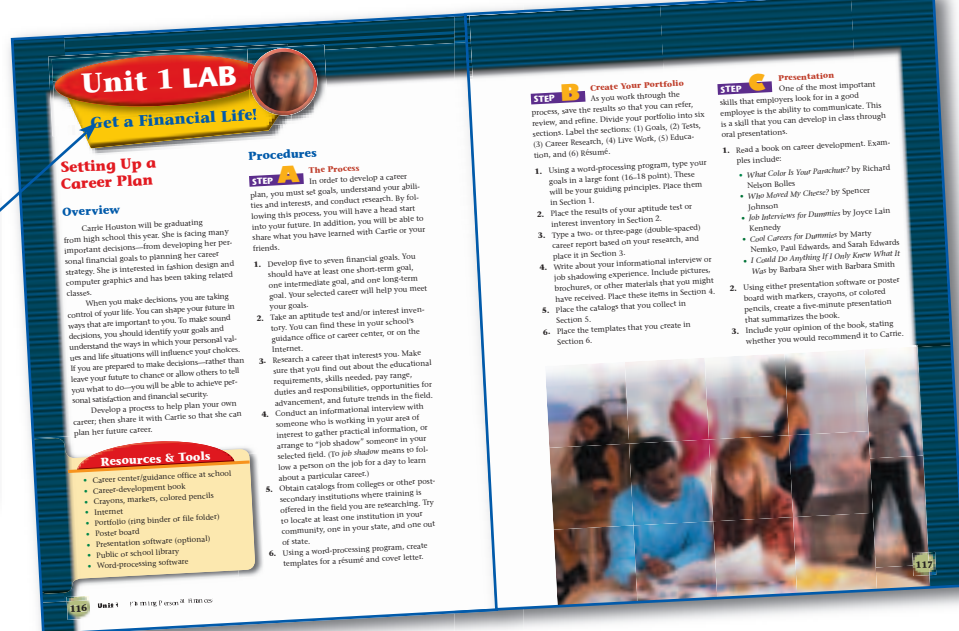 Unit 1 LAB
Get a Financial Life!
Setting Up a
Career Plan
Overview
Carrie Houston will be graduating
from high school this year. She is facing many
important decisions—from developing her per-
sonal financial goals to planning her career
strategy. She is interested in fashion design and
computer graphics and has been taking related
classes.
When you make decisions, you are taking
control of your life. You can shape your future in
ways that are important to you. To make sound
decisions, you should identify your goals and
understand the ways in which your personal val-
ues and life situations will influence your choices.
If you are prepared to make decisions—rather than
leave your future to chance or allow others to tell
you what to do—you will be able to achieve per-
sonal satisfaction and financial security.
Develop a process to help plan your own
career; then share it with Carrie so that she can
plan her future career.
Resources & Tools
• Career center/guidance office at school
• Career-development book
• Crayons, markers, colored pencils
• Internet
• Portfolio (ring binder or file folder)
• Poster board
• Presentation software (optional)
• Public or school library
• Word-processing software
116 Unit 1 Planning Personal Finances
Procedures
STEP A The Process
In order to develop a career
plan, you must set goals, understand your abili-
ties and interests, and conduct research. By fol-
lowing this process, you will have a head start
into your future. In addition, you will be able to
share what you have learned with Carrie or your
friends.
1. Develop five to seven financial goals. You
should have at least one short-term goal,
one intermediate goal, and one long-term
goal. Your selected career will help you meet
your goals.
2. Take an aptitude test and/or interest inven-
tory. You can find these in your school's
guidance office or career center, or on the
Internet.
3. Research a career that interests you. Make
sure that you find out about the educational
requirements, skills needed, pay range,
duties and responsibilities, opportunities for
advancement, and future trends in the field.
4. Conduct an informational interview with
someone who is working in your area of
interest to gather practical information, or
arrange to "job shadow" someone in your
selected field. (To job shadow means to fol-
low a person on the job for a day to learn
about a particular career.)
5. Obtain catalogs from colleges or other post-
secondary institutions where training is
offered in the field you are researching. Try
to locate at least one institution in your
community, one in your state, and one out
of state.
6. Using a word-processing program, create
templates for a résumé and cover letter.
STEP B Create Your Portfolio
As you work through the
process, save the results so that you can refer,
review, and refine. Divide your portfolio into six
sections. Label the sections: (1) Goals, (2) Tests,
(3) Career Research, (4) Live Work, (5) Educa-
tion, and (6) Résumé.
1. Using a word-processing program, type your
goals in a large font (16–18 point). These
will be your guiding principles. Place them
in Section 1.
2. Place the results of your aptitude test or
interest inventory in Section 2.
3. Type a two- or three-page (double-spaced)
career report based on your research, and
place it in Section 3.
4. Write about your informational interview or
job shadowing experience. Include pictures,
brochures, or other materials that you might
have received. Place these items in Section 4.
5. Place the catalogs that you collect in
Section 5.
6. Place the templates that you create in
Section 6.
STEP C Presentation
One of the most important
skills that employers look for in a good
employee is the ability to communicate. This
is a skill that you can develop in class through
oral presentations.
1. Read a book on career development. Exam-
ples include:
• What Color Is Your Parachute? by Richard
Nelson Bolles
• Who Moved My Cheese? by Spencer
Johnson
• Job Interviews for Dummies by Joyce Lain
Kennedy
• Cool Careers for Dummies by Marty
Nemko, Paul Edwards, and Sarah Edwards
• I Could Do Anything If I Only Knew What It
Was by Barbara Sher with Barbara Smith
2. Using either presentation software or poster
board with markers, crayons, or colored
pencils, create a five-minute presentation
that summarizes the book.
3. Include your opinion of the book, stating
whether you would recommend it to Carrie.
117